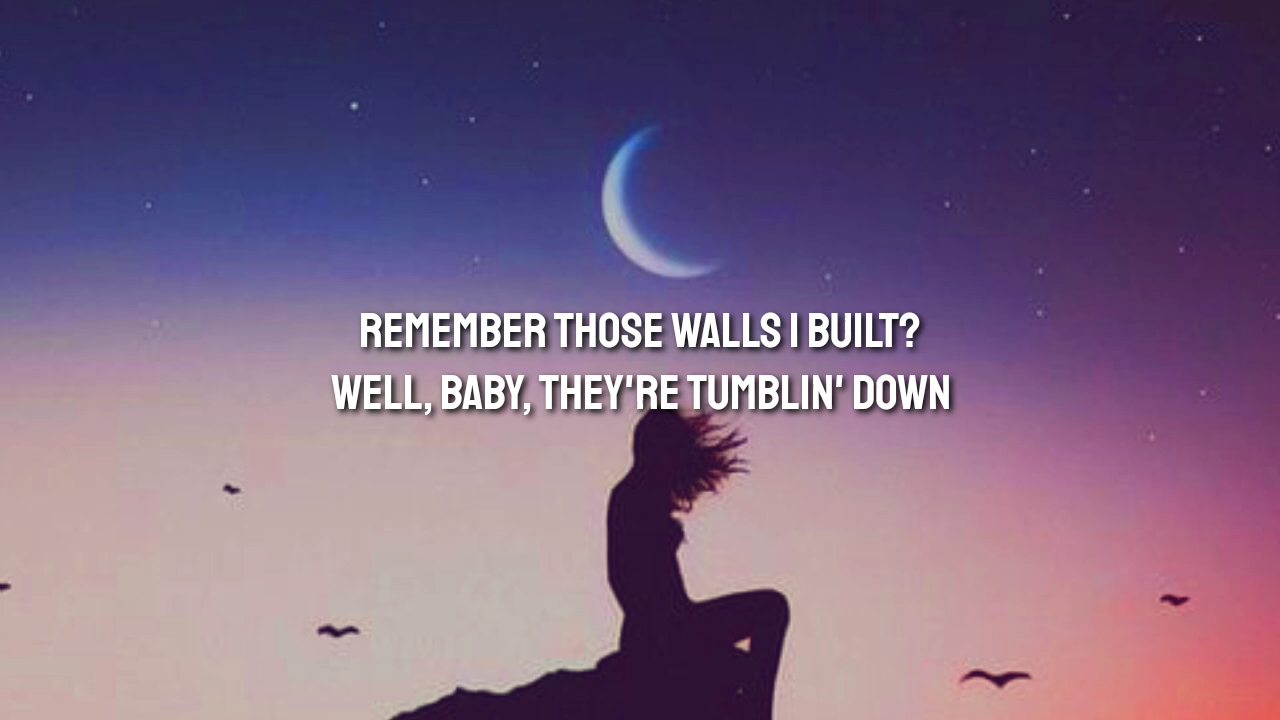 REMEMBER THOSE WALLS I BUILT?
WELL, BABY, THEY'RE TUMBLIN' DOWN